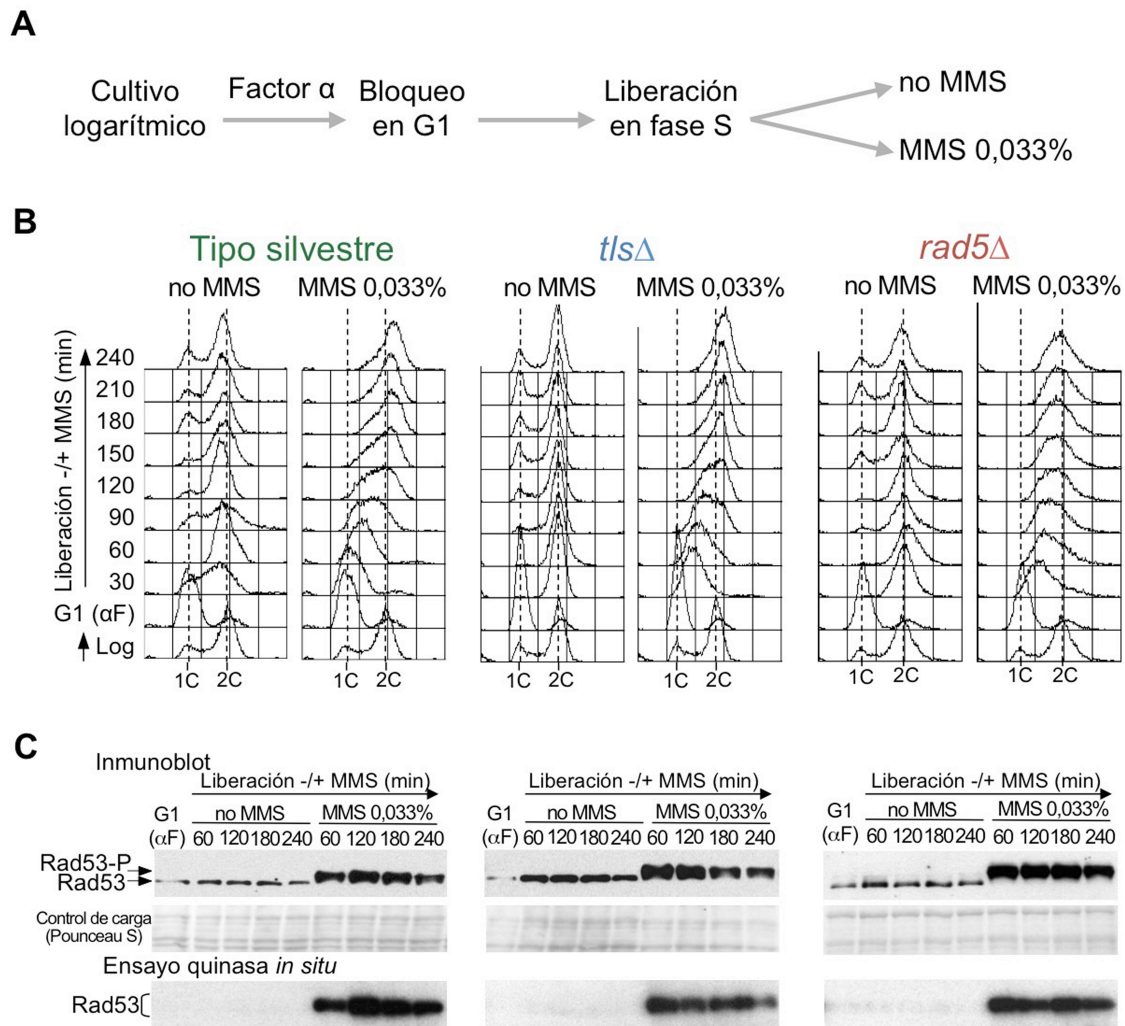 A
Cultivo
logarítmico
Factor α
Bloqueo
en G1
Liberación
en fase S
no MMS
MMS 0,033%
B
Tipo silvestre
tlsΔ
rad5Δ
no MMS
MMS 0,033%
no MMS
MMS 0,033%
no MMS
MMS 0,033%
Liberación -/+ MMS (min)
240
210
180
150
120
90
60
30
G1 (αF)
Log
1C 2C 1C 2C 1C 2C 1C 2C 1C 2C 1C 2C
C
Inmunoblot
Liberación -/+ MMS (min)
Liberación -/+ MMS (min)
Liberación -/+ MMS (min)
G1 no MMS MMS 0,033%
G1 no MMS MMS 0,033%
G1 no MMS MMS 0,033%
(αF) 60 120 180 240 60 120 180 240
(αF) 60 120 180 240 60 120 180 240
(αF) 60 120 180 240 60 120 180 240
Rad53-P
Rad53
Control de carga
(Pounceau S)
Ensayo quinasa in situ
Rad53